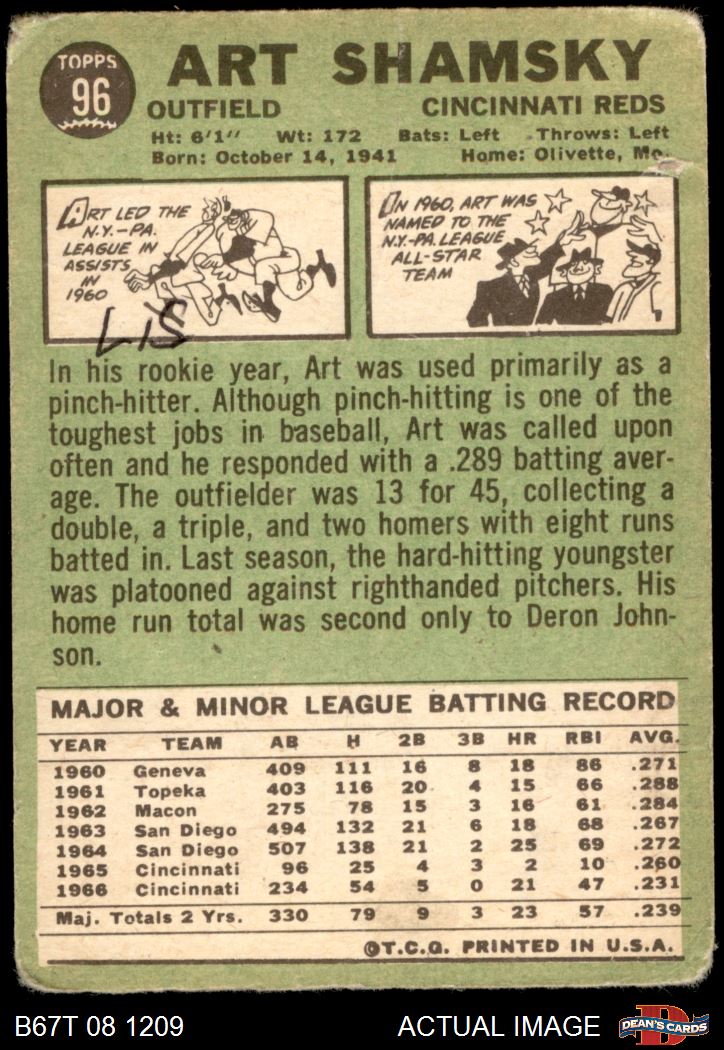 TOPPS
96
ART SHAMSKY
OUTFIELD CINCINNATI REDS
Ht: 6'1" Wt: 172 Bats: Left Throws: Left
Born: October 14, 1941 Home: Olivette, Mo.
ART LED THE
N.Y.-PA.
LEAGUE IN
ASSISTS
IN
1960
IN 1960, ART WAS
NAMED TO THE
N.Y.-PA. LEAGUE
ALL-STAR
TEAM
In his rookie year, Art was used primarily as a
pinch-hitter. Although pinch-hitting is one of the
toughest jobs in baseball, Art was called upon
often and he responded with a .289 batting aver-
age. The outfielder was 13 for 45, collecting a
double, a triple, and two homers with eight runs
batted in. Last season, the hard-hitting youngster
was platooned against righthanded pitchers. His
home run total was second only to Deron John-
son.
MAJOR & MINOR LEAGUE BATTING RECORD
YEAR TEAM AB H 2B 3B HR RBI AVG.
1960 Geneva 409 111 16 8 18 86 .271
1961 Topeka 403 116 20 4 15 66 .288
1962 Macon 275 78 15 3 16 61 .284
1963 San Diego 494 132 21 6 18 68 .267
1964 San Diego 507 138 21 2 25 69 .272
1965 Cincinnati 96 25 4 3 2 10 .260
1966 Cincinnati 234 54 5 0 21 47 .231
Maj. Totals 2 Yrs. 330 79 9 3 23 57 .239
©T.C.G. PRINTED IN U.S.A.
B67T 08 1209 ACTUAL IMAGE DEAN'S CARDS